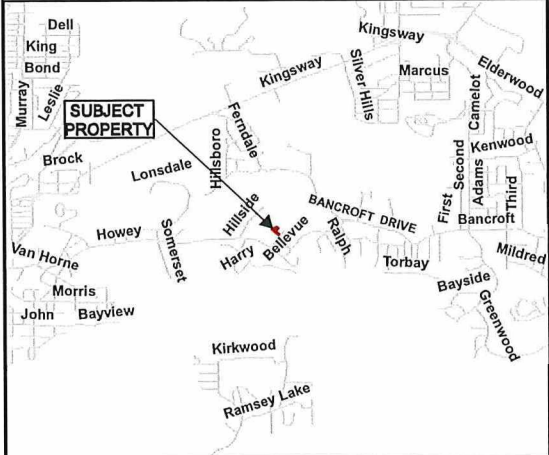 Dell
King
Bond
Murray
Leslie
SUBJECT
PROPERTY
Brock
Lonsdale
Hillsboro
Ferndale
Kingsway
Kingsway
Silver Hills
Marcus
Elderwood
Camelot
Kenwood
Second
Adams
Third
First
Bancroft
BANCROFT DRIVE
Hillside
Howey
Somerset
Harry
Bellevue
Ralph
Torbay
Mildred
Bayside
Greenwood
Van Horne
Morris
John
Bayview
Kirkwood
Ramsey Lake